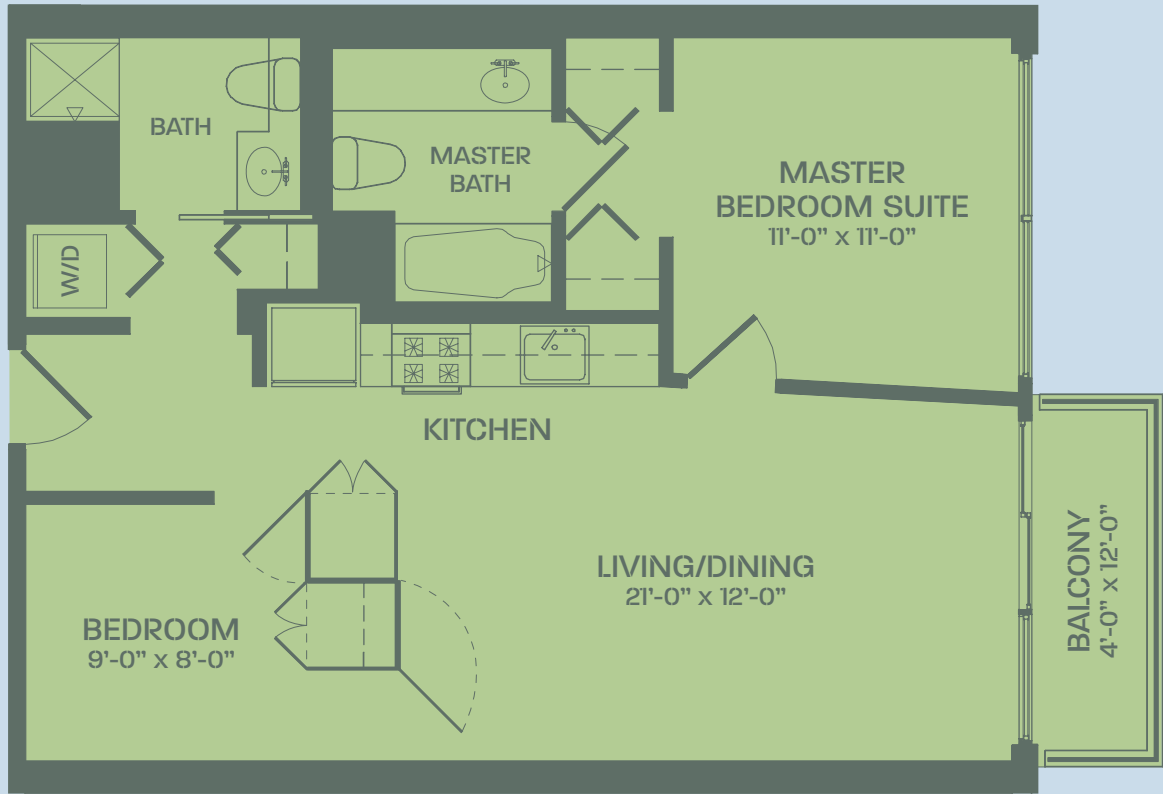 BATH
MASTER
BATH
MASTER
BEDROOM SUITE
11’-0” x 11’-0”
W/D
KITCHEN
LIVING/DINING
21’-0” x 12’-0”
BEDROOM
9’-0” x 8’-0”
BALCONY
4’-0” x 12’-0”